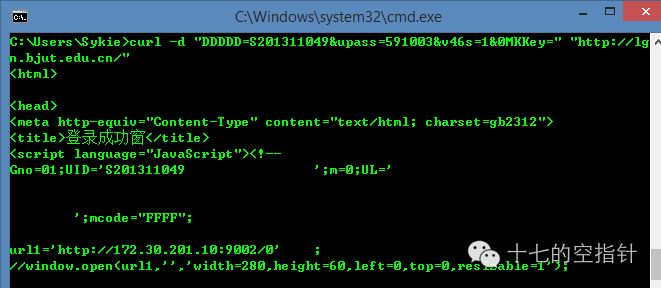 C:\Windows\system32\cmd.exe
C:\Users\Sykie>curl -d "DDDDD=S201311049&upass=591003&v46s=1&0MKKey=" "http://lg
n.bjut.edu.cn/"
<html>
<head>
<meta http-equiv="Content-Type" content="text/html; charset=gb2312">
<title>登录成功窗</title>
<script language="JavaScript"><!--
Gno=01;UID='S201311049                ';m=0;UL='
        ';mcode="FFFF";
url1='http://172.30.201.10:9002/0'    ;
//window.open(url1,'','width=280,height=60,left=0,top=0,resizable=1');
十七的空指针